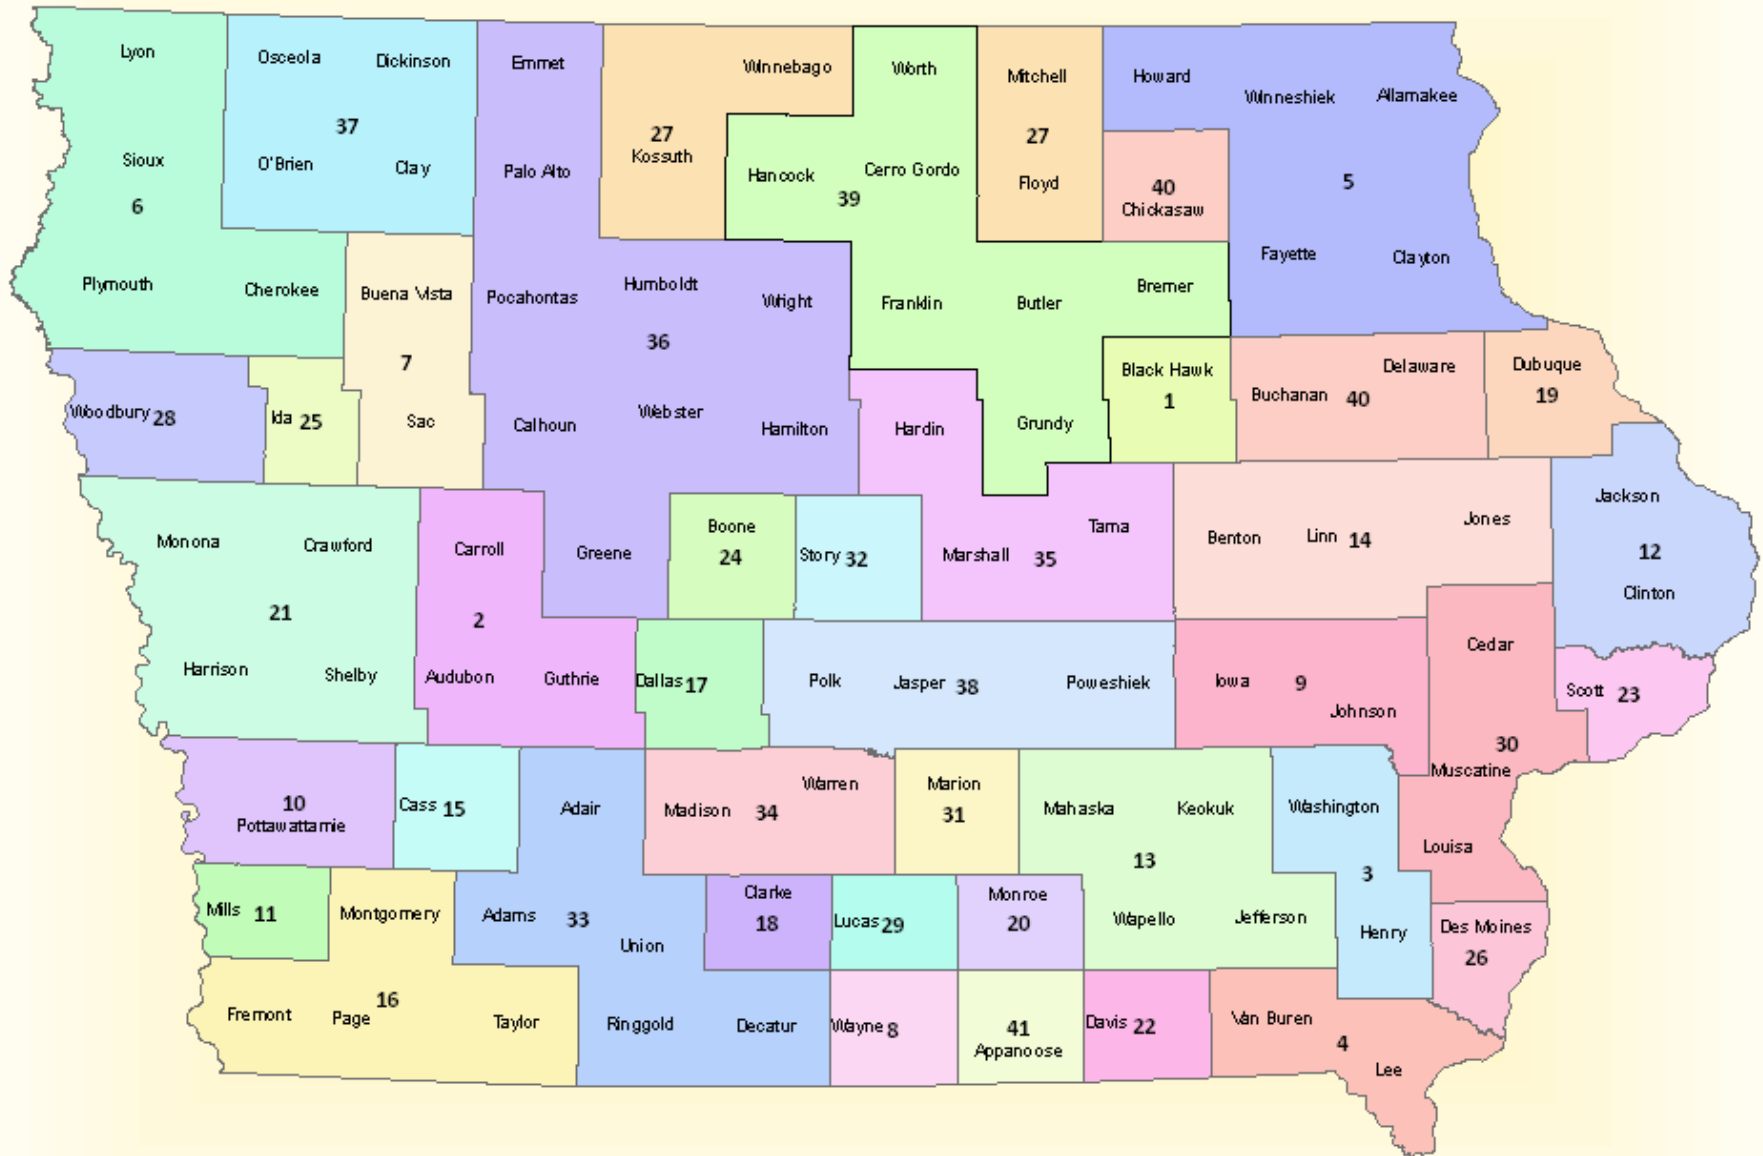 Lyon
Osceola
Dickinson
Emmet
Winnebago
Worth
Mitchell
Howard
Winneshiek
Allamakee
37
27
27
Sioux
O'Brien
Clay
Palo Alto
Kossuth
Hancock
Cerro Gordo
Floyd
40
Chickasaw
5
6
39
Fayette
Clayton
Plymouth
Cherokee
Buena Vista
Pocahontas
Humboldt
Wright
Franklin
Butler
Bremer
7
36
Black Hawk
1
Buchanan
40
Delaware
Dubuque
19
Woodbury 28
Ida 25
Sac
Calhoun
Webster
Hamilton
Hardin
Grundy
Monona
Crawford
Carroll
Greene
Boone
24
Story 32
Marshall
35
Tama
Benton
Linn
14
Jones
Jackson
12
Clinton
21
2
Harrison
Shelby
Audubon
Guthrie
Dallas 17
Polk
Jasper 38
Poweshiek
Iowa
9
Johnson
Cedar
Scott
23
30
Muscatine
10
Pottawattamie
Cass 15
Adair
Madison
34
Warren
Marion
31
Mahaska
Keokuk
13
Washington
Louisa
3
Mills 11
Montgomery
Adams
33
Union
Clarke
18
Lucas 29
Monroe
20
Wapello
Jefferson
Henry
Des Moines
26
Fremont
Page
16
Taylor
Ringgold
Decatur
Wayne 8
41
Appanoose
Davis 22
Van Buren
4
Lee